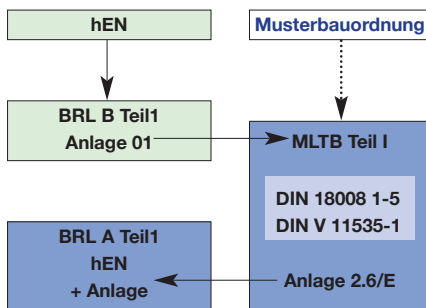 hEN
Musterbauordnung
BRL B Teil1
Anlage 01
MLTB Teil I
DIN 18008 1-5
DIN V 11535-1
Anlage 2.6/E
BRL A Teil1
hEN
+ Anlage